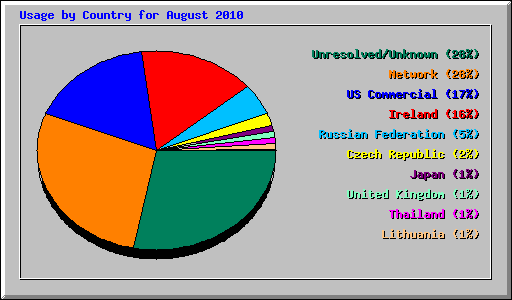 Usage by Country for August 2010
Unresolved/Unknown (28%)
Network (28%)
US Commercial (17%)
Ireland (16%)
Russian Federation (5%)
Czech Republic (2%)
Japan (1%)
United Kingdom (1%)
Thailand (1%)
Lithuania (1%)